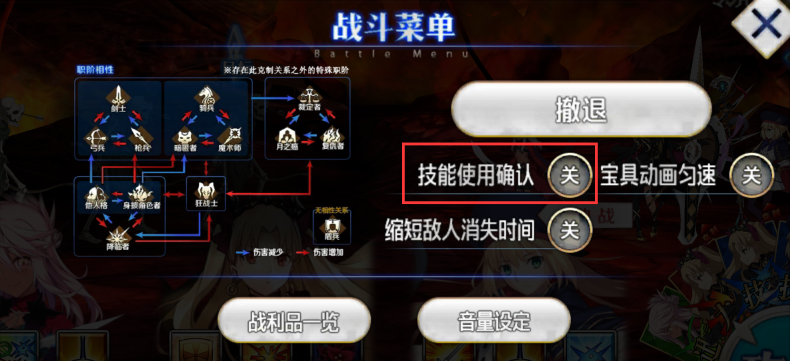 战斗菜单
Battle Menu
职阶相性
※存在此克制关系之外的特殊职阶
剑士
骑兵
裁定者
弓兵
枪兵
暗匿者
魔术师
月之癌
复仇者
他人格
身披角色者
狂战士
降临者
无相性关系
盾兵
伤害减少
伤害增加
撤退
技能使用确认 关
宝具动画匀速 关
缩短敌人消失时间 关
战利品一览
音量设定